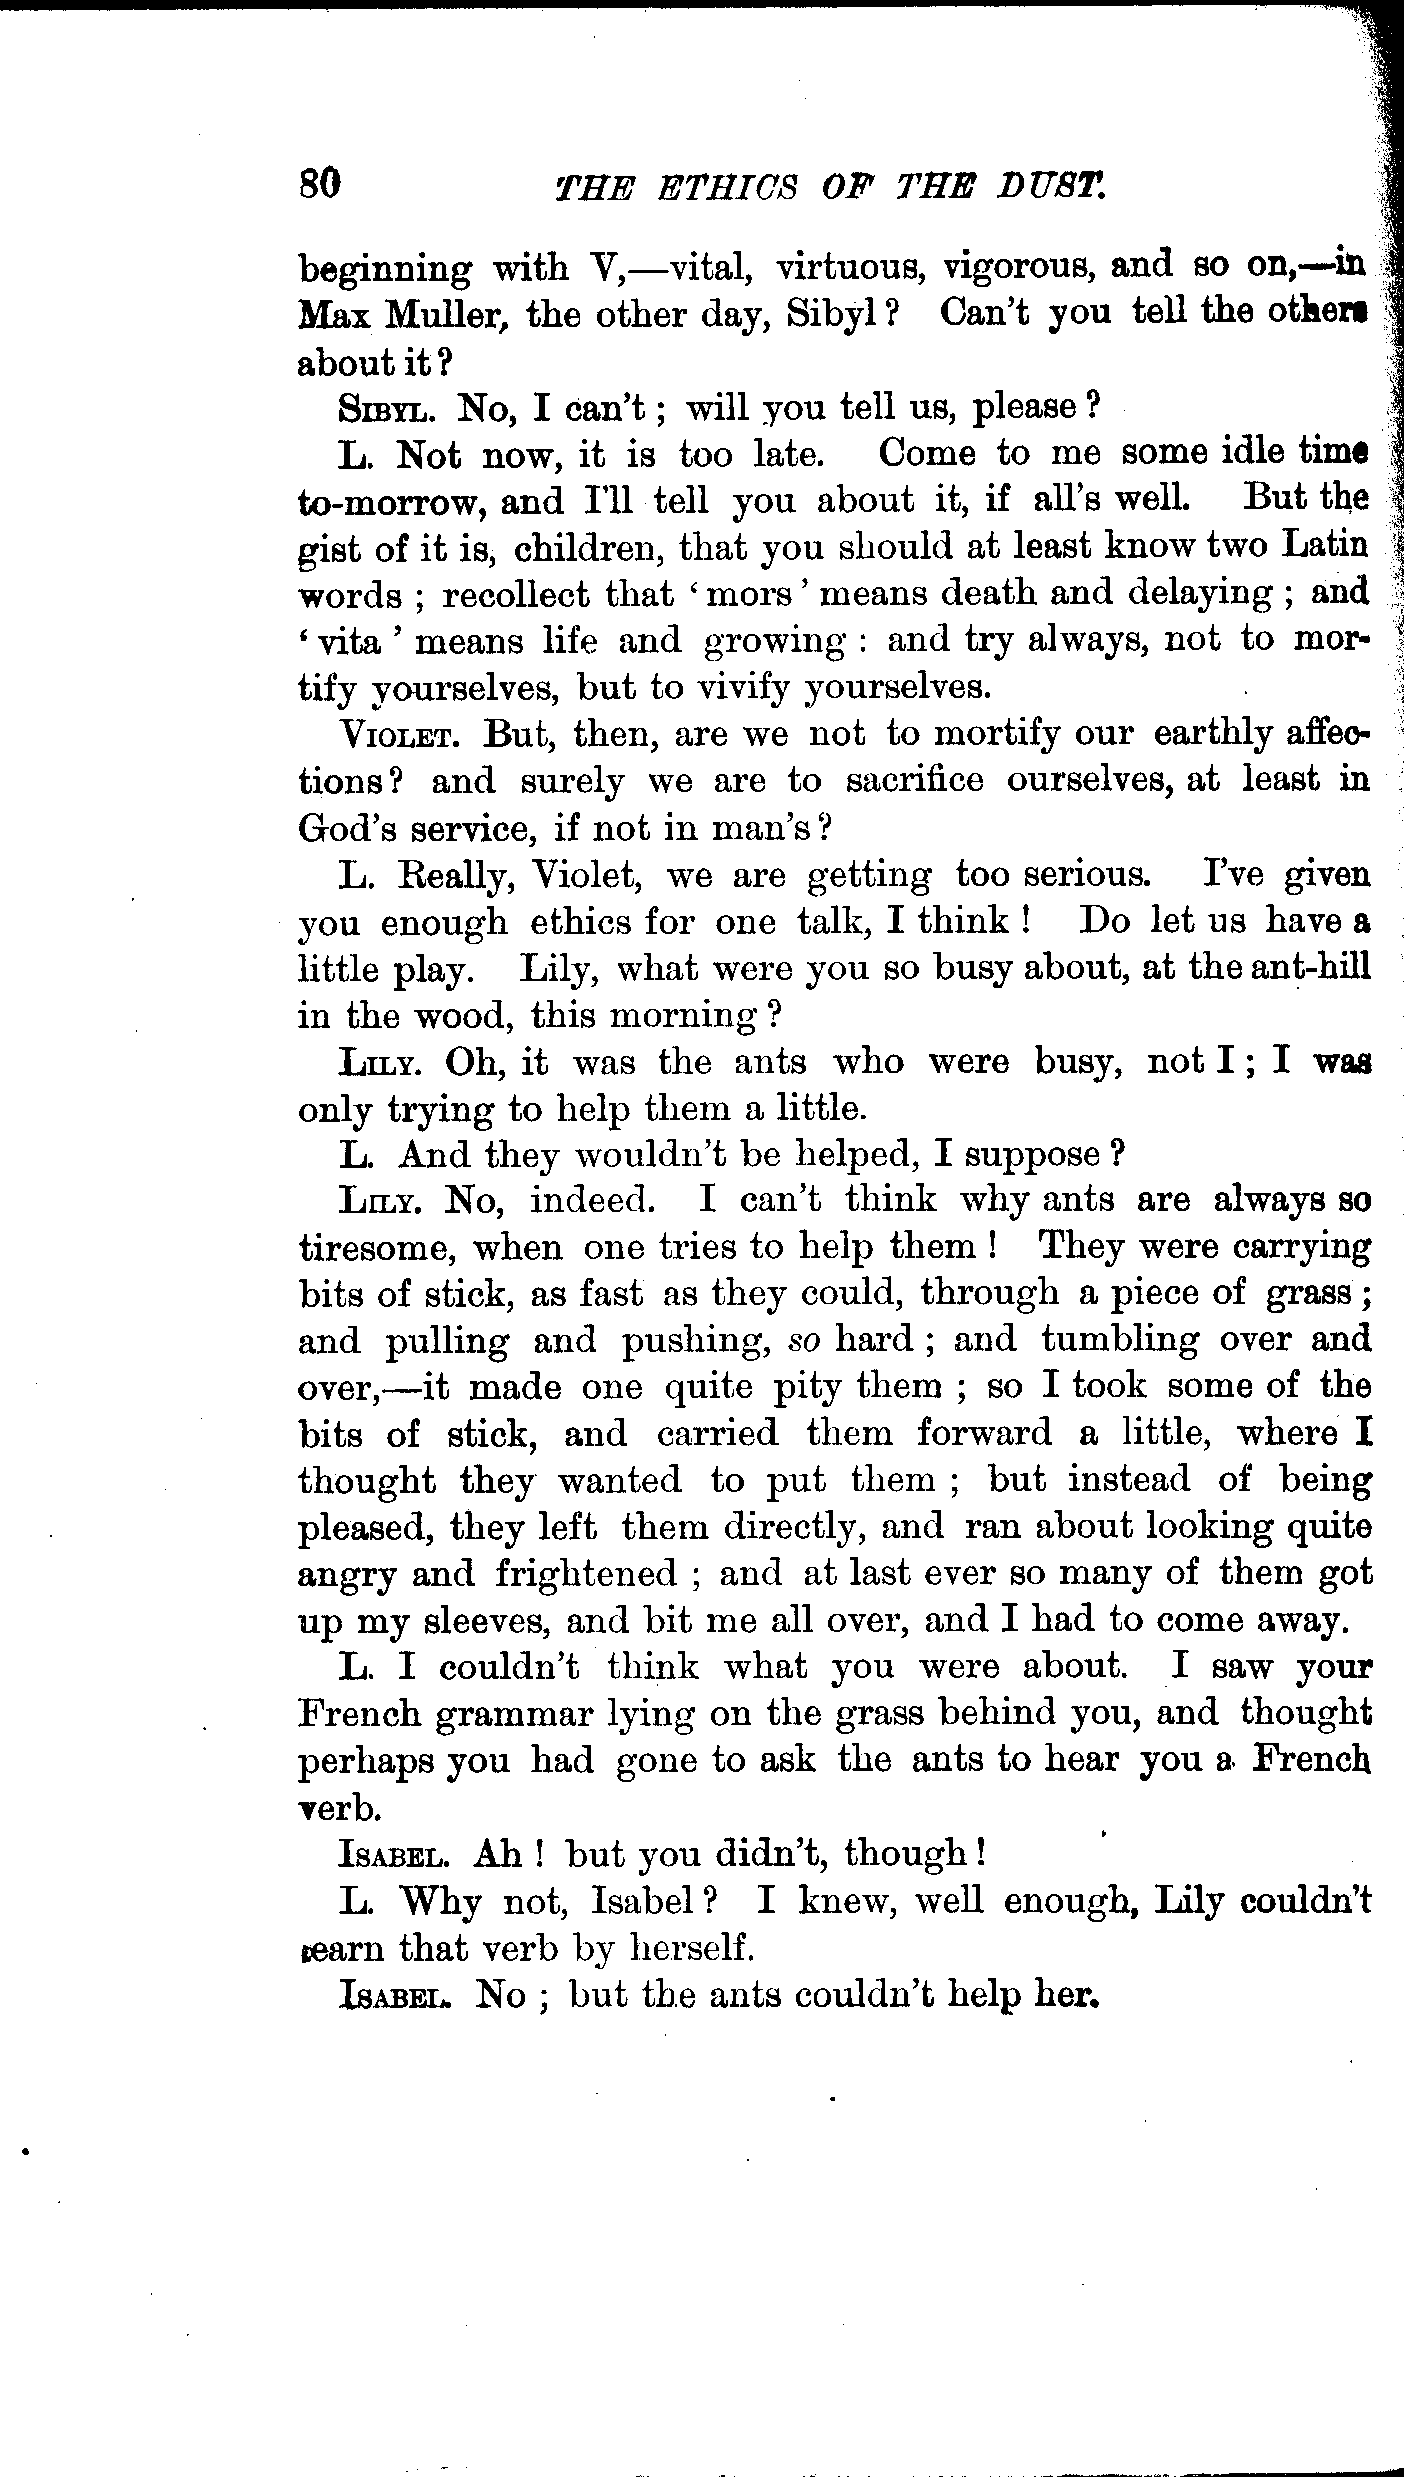 80 THE ETHICS OF THE DUST.
beginning with V,—vital, virtuous, vigorous, and so on,—in
Max Muller, the other day, Sibyl? Can't you tell the others
about it?
SIBYL. No, I can't; will you tell us, please?
L. Not now, it is too late. Come to me some idle time
to-morrow, and I'll tell you about it, if all's well. But the
gist of it is, children, that you should at least know two Latin
words; recollect that 'mors' means death and delaying; and
'vita' means life and growing: and try always, not to mor-
tify yourselves, but to vivify yourselves.
VIOLET. But, then, are we not to mortify our earthly affec-
tions? and surely we are to sacrifice ourselves, at least in
God's service, if not in man's?
L. Really, Violet, we are getting too serious. I've given
you enough ethics for one talk, I think! Do let us have a
little play. Lily, what were you so busy about, at the ant-hill
in the wood, this morning?
LILY. Oh, it was the ants who were busy, not I; I was
only trying to help them a little.
L. And they wouldn't be helped, I suppose?
LILY. No, indeed. I can't think why ants are always so
tiresome, when one tries to help them! They were carrying
bits of stick, as fast as they could, through a piece of grass;
and pulling and pushing, so hard; and tumbling over and
over,—it made one quite pity them; so I took some of the
bits of stick, and carried them forward a little, where I
thought they wanted to put them; but instead of being
pleased, they left them directly, and ran about looking quite
angry and frightened; and at last ever so many of them got
up my sleeves, and bit me all over, and I had to come away.
L. I couldn't think what you were about. I saw your
French grammar lying on the grass behind you, and thought
perhaps you had gone to ask the ants to hear you a French
verb.
ISABEL. Ah! but you didn't, though!
L. Why not, Isabel? I knew, well enough, Lily couldn't
learn that verb by herself.
ISABEL. No; but the ants couldn't help her.